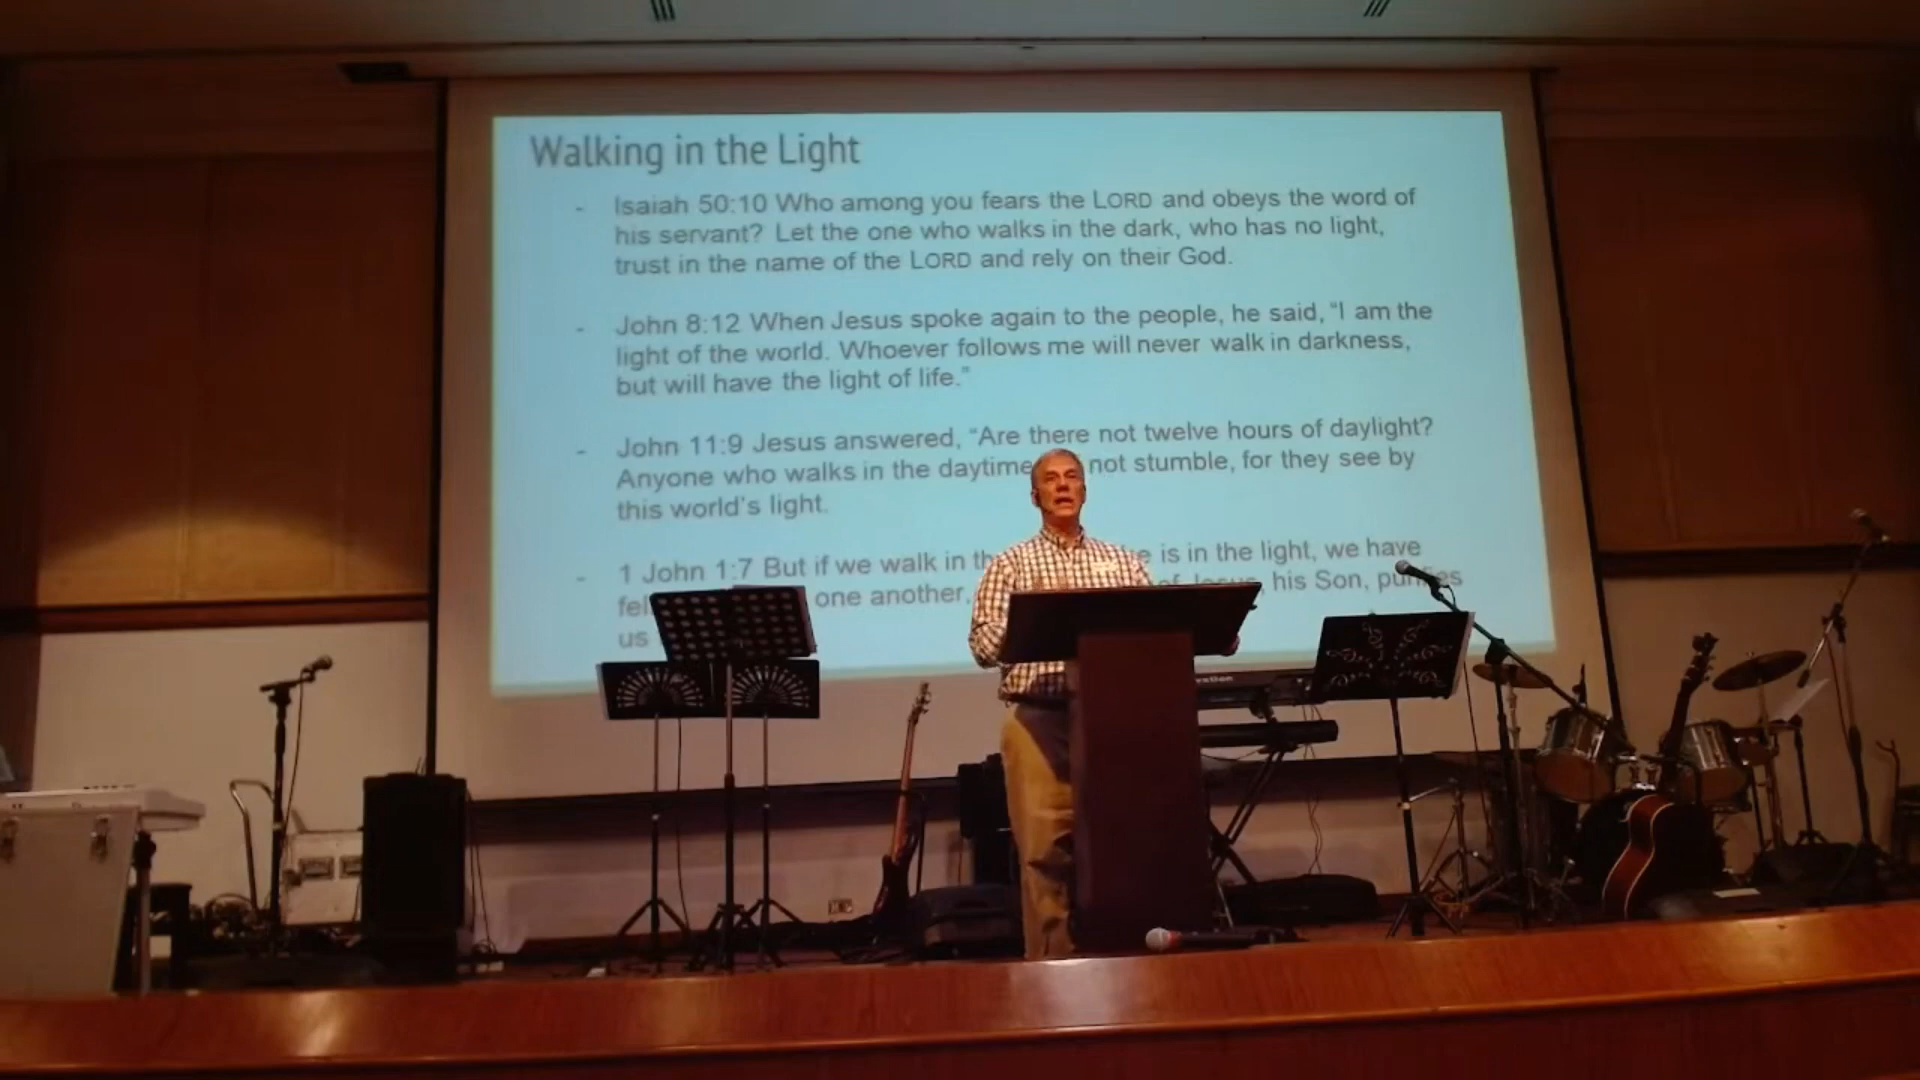 Walking in the Light
- Isaiah 50:10 Who among you fears the LORD and obeys the word of
his servant? Let the one who walks in the dark, who has no light,
trust in the name of the LORD and rely on their God.
- John 8:12 When Jesus spoke again to the people, he said, “I am the
light of the world. Whoever follows me will never walk in darkness,
but will have the light of life.”
- John 11:9 Jesus answered, “Are there not twelve hours of daylight?
Anyone who walks in the daytime not stumble, for they see by
this world's light.
- 1 John 1:7 But if we walk in is in the light, we have
one another, of Jesus, his Son, purifies
us